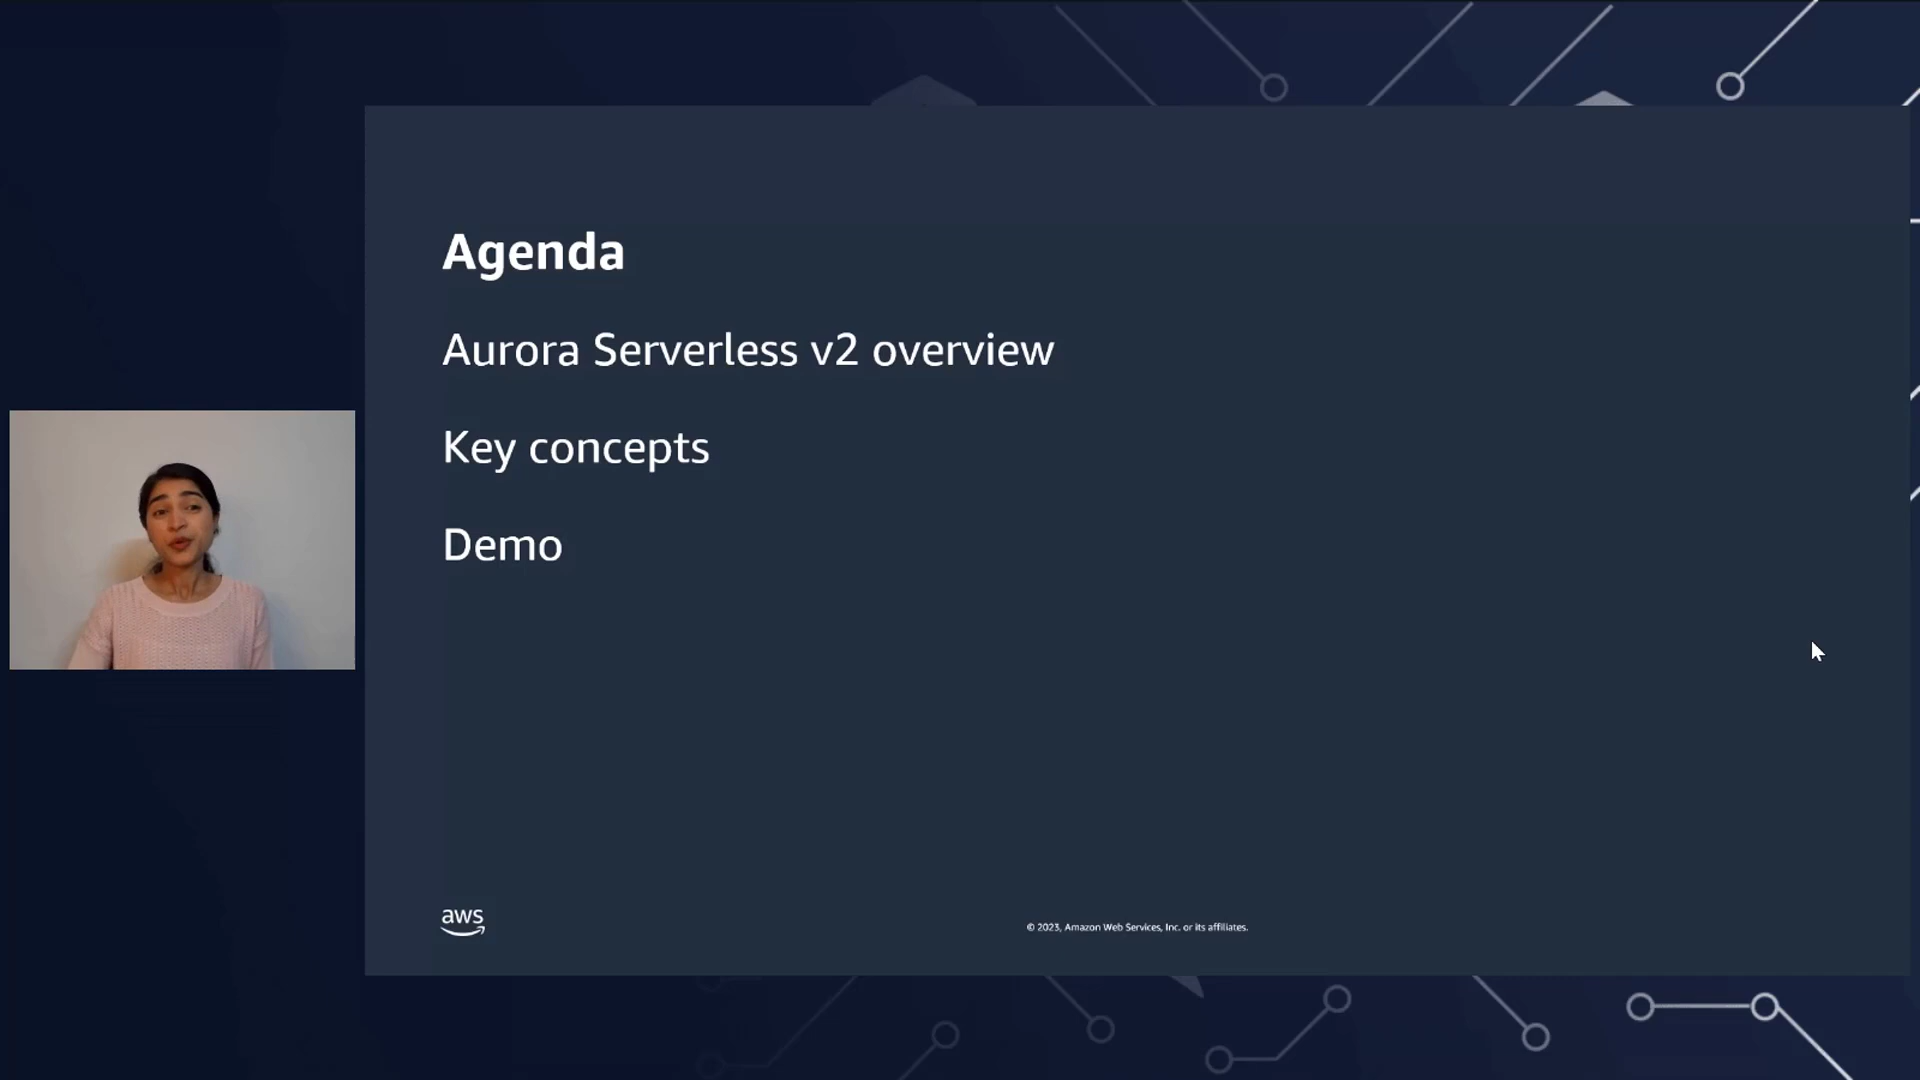 Agenda
Aurora Serverless v2 overview
Key concepts
Demo
aws
© 2023, Amazon Web Services, Inc. or its affiliates.